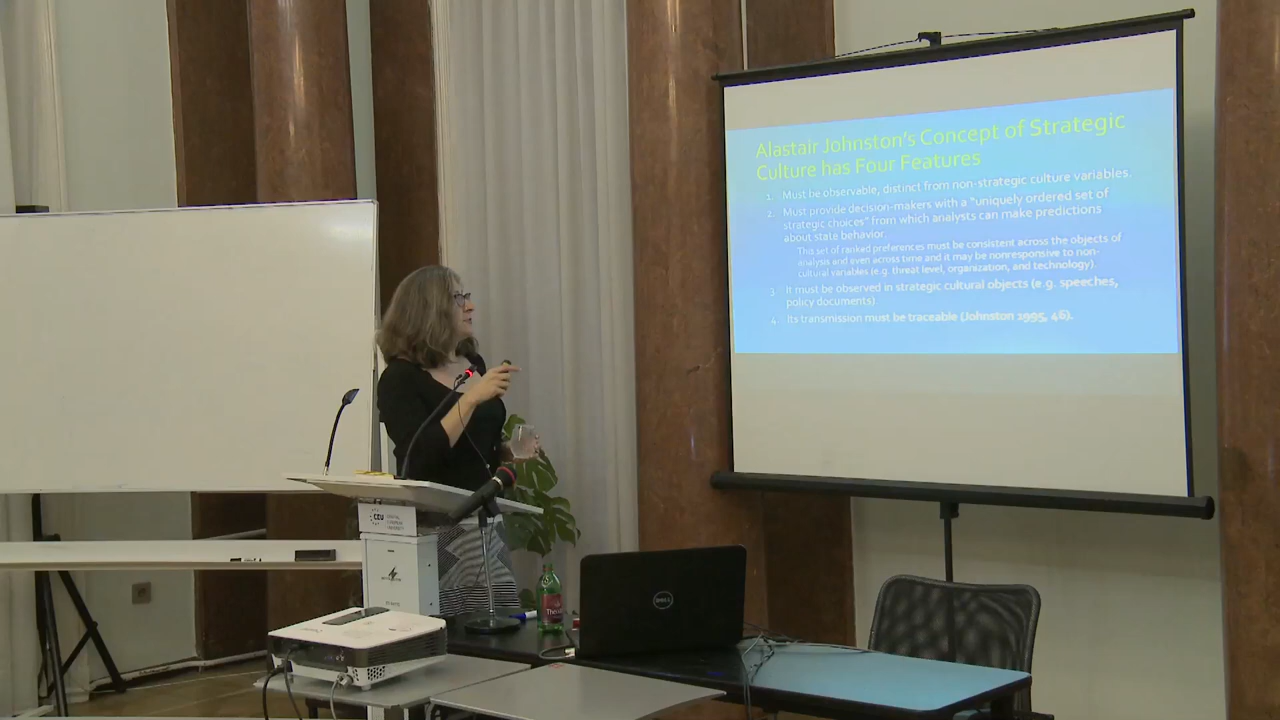 Alastair Johnston's Concept of Strategic
Culture has Four Features
1. Must be observable, distinct from non-strategic culture variables.
2. Must provide decision-makers with a "uniquely ordered set of
strategic choices" from which analysts can make predictions
about state behavior.
This set of ranked preferences must be consistent across the objects of
analysis and even across time and it may be nonresponsive to non-
cultural variables (e.g. threat level, organization, and technology)
3. It must be observed in strategic cultural objects (e.g. speeches,
policy documents)
4. Its transmission must be traceable (Johnston 1995, 46).
CEU
CENTRAL
EUROPEAN
UNIVERSITY
DELL